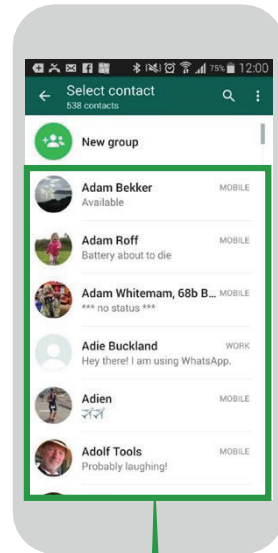 75% 12:00
Select contact
538 contacts
New group
Adam Bekker MOBILE
Available
Adam Roff MOBILE
Battery about to die
Adam Whitemam, 68b B... MOBILE
*** no status ***
Adie Buckland WORK
Hey there! I am using WhatsApp.
Adien MOBILE
✈✈
Adolf Tools MOBILE
Probably laughing!